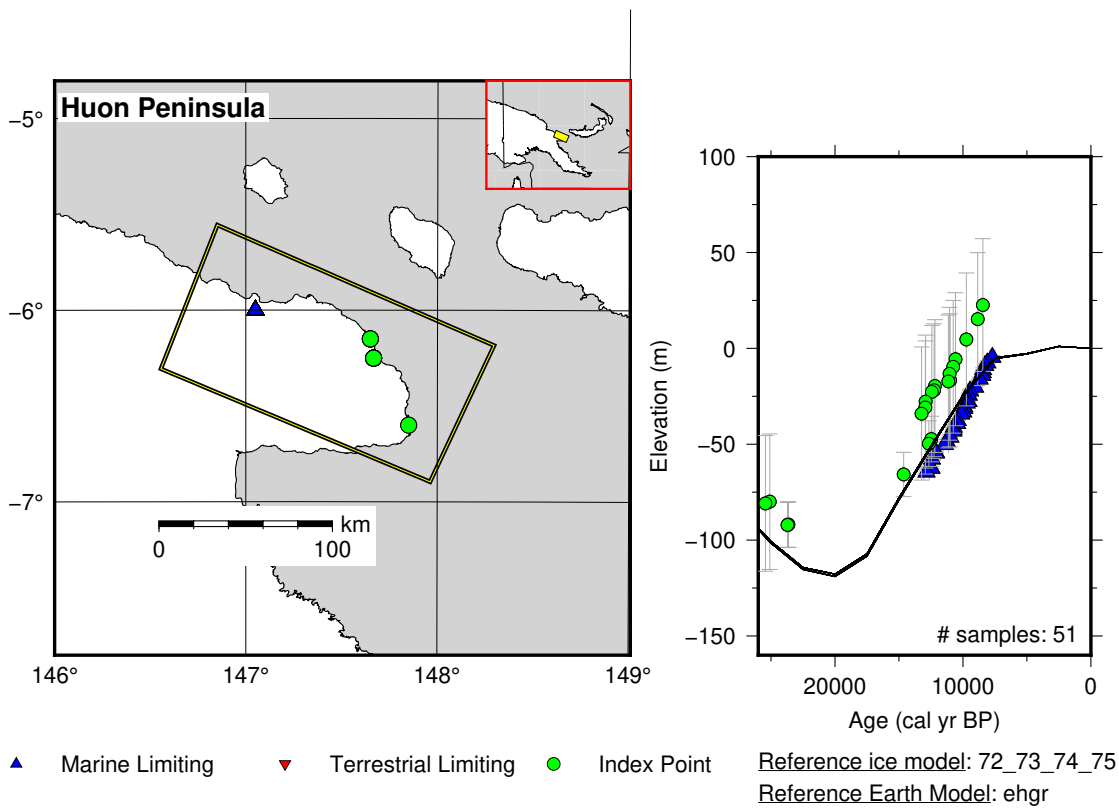 Huon Peninsula
−5°
−6°
−7°
146°
147°
148°
149°
km
0
100
100
50
0
−50
−100
−150
Elevation (m)
# samples: 51
20000
10000
0
Age (cal yr BP)
Marine Limiting
Terrestrial Limiting
Index Point
Reference ice model: 72_73_74_75
Reference Earth Model: ehgr